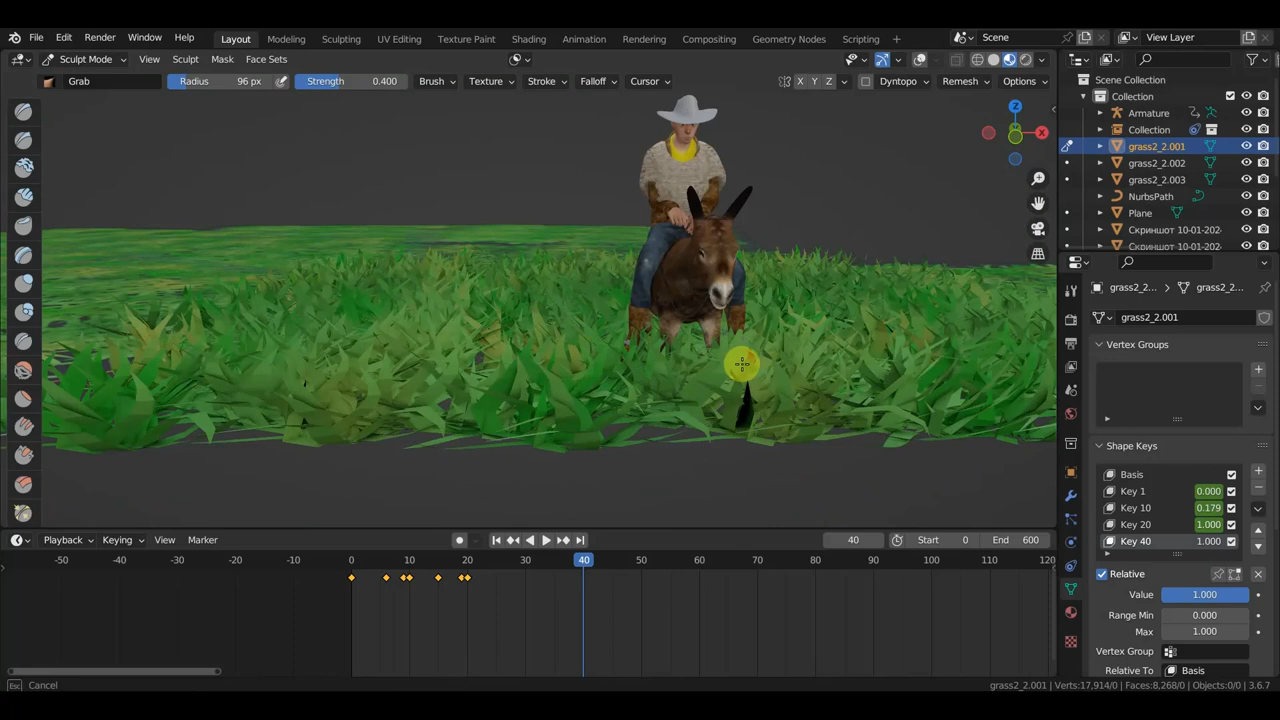 File Edit Render Window Help Layout Modeling Sculpting UV Editing Texture Paint Shading Animation Rendering Compositing Geometry Nodes Scripting + Scene View Layer
Sculpt Mode View Sculpt Mask Face Sets
Grab Radius 96 px Strength 0.400 Brush Texture Stroke Falloff Cursor X Y Z Dyntopo Remesh Options
Z
X
Scene Collection
Collection
Armature
Collection
grass2_2.001
grass2_2.002
grass2_2.003
NurbsPath
Plane
Скриншот 10-01-202
Скриншот 10-01-202
grass2_2... grass2_2...
grass2_2.001
Vertex Groups
Shape Keys
Basis
Key 1 0.000
Key 10 0.179
Key 20 1.000
Key 40 1.000
Relative
Value 1.000
Range Min 0.000
Max 1.000
Vertex Group
Relative To Basis
Playback Keying View Marker 40 Start 0 End 600
-50 -40 -30 -20 -10 0 10 20 30 40 50 60 70 80 90 100 110 120
Esc Cancel grass2_2.001 | Verts:17,914/0 | Faces:8,268/0 | Objects:0/0 | 3.6.7